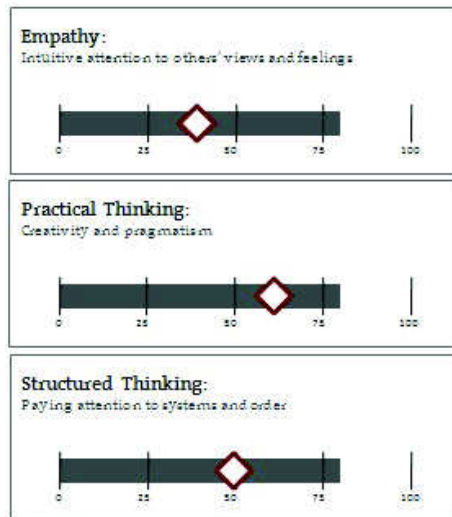 Empathy:
Intuitive attention to others' views and feelings
0 25 50 75 100
Practical Thinking:
Creativity and pragmatism
0 25 50 75 100
Structured Thinking:
Paying attention to systems and order
0 25 50 75 100